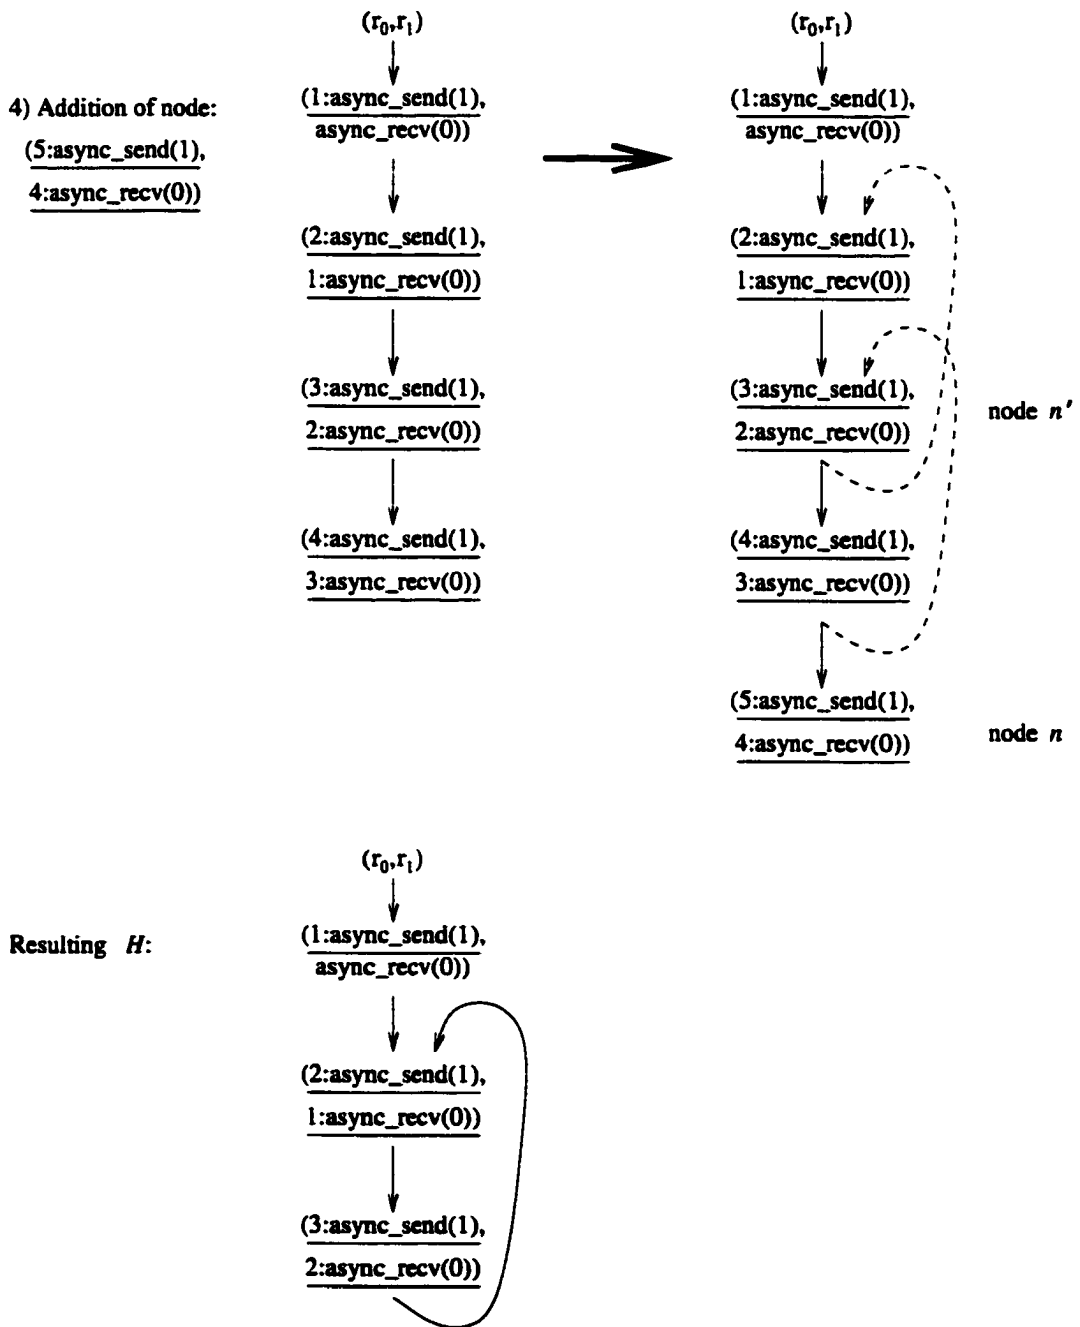 4) Addition of node:
(5:async_send(1),
4:async_recv(0))
(r0,r1)
(1:async_send(1),
async_recv(0))
(2:async_send(1),
1:async_recv(0))
(3:async_send(1),
2:async_recv(0))
(4:async_send(1),
3:async_recv(0))
(r0,r1)
(1:async_send(1),
async_recv(0))
(2:async_send(1),
1:async_recv(0))
(3:async_send(1),
2:async_recv(0))
node n'
(4:async_send(1),
3:async_recv(0))
(5:async_send(1),
4:async_recv(0))
node n
Resulting H:
(r0,r1)
(1:async_send(1),
async_recv(0))
(2:async_send(1),
1:async_recv(0))
(3:async_send(1),
2:async_recv(0))